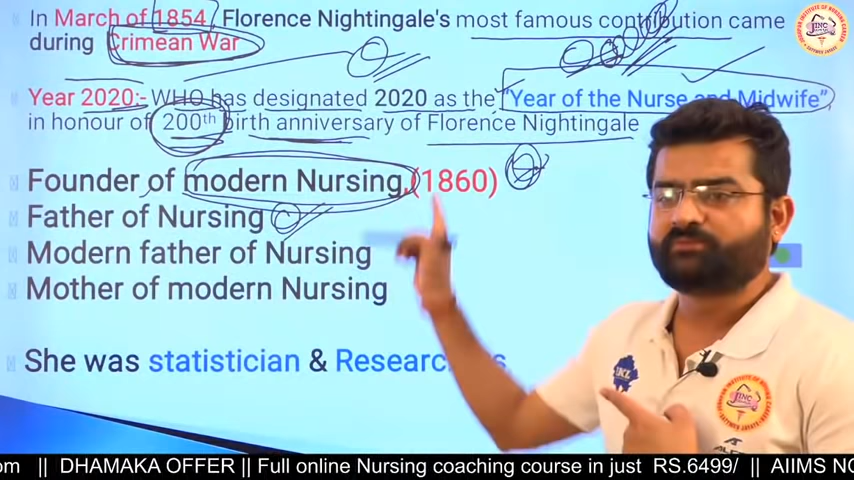 In March of 1854, Florence Nightingale's most famous contribution came
during Crimean War
Year 2020:- WHO has designated 2020 as the "Year of the Nurse and Midwife"
in honour of 200th birth anniversary of Florence Nightingale
Founder of modern Nursing,(1860)
Father of Nursing
Modern father of Nursing
Mother of modern Nursing
She was statistician & Researc
JINC
JINC
om || DHAMAKA OFFER || Full online Nursing coaching course in just RS.6499/ || AIIMS NO